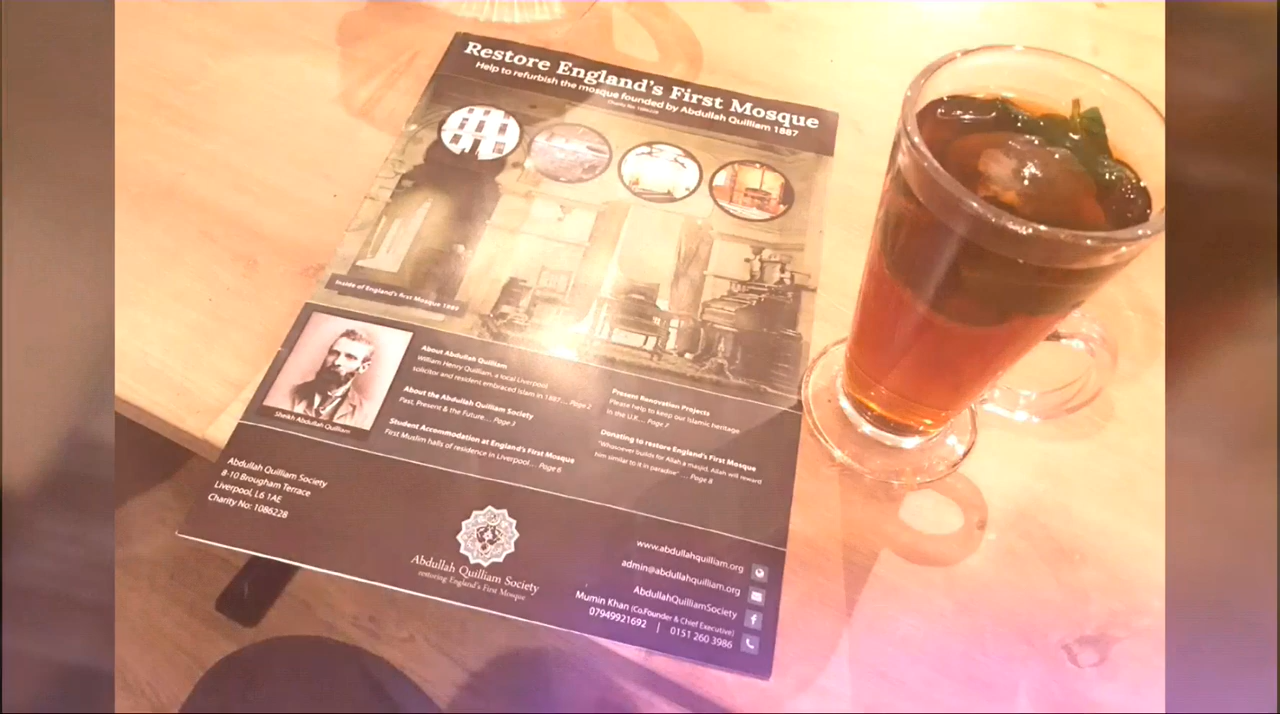 Restore England's First Mosque
Help to refurbish the mosque founded by Abdullah Quilliam 1887
Charity No: 1086228
Inside of England's first Mosque 1889
Sheikh Abdullah Quilliam
About Abdullah Quilliam
William Henry Quilliam, a local Liverpool
solicitor and resident embraced Islam in 1887... Page 2
About the Abdullah Quilliam Society
Past, Present & the Future... Page 3
Student Accommodation at England's First Mosque
First Muslim halls of residence in Liverpool... Page 6
Present Renovation Projects
Please help to keep our Islamic heritage
in the U.K... Page 7
Donating to restore England's First Mosque
"Whosoever builds for Allah a masjid, Allah will reward
him similar to it is paradise" ... Page 8
Abdullah Quilliam Society
8-10 Brougham Terrace
Liverpool, L6 1AE
Charity No: 1086228
Abdullah Quilliam Society
restoring England's First Mosque
www.abdullahquilliam.org
admin@abdullahquilliam.org
AbdullahQuilliamSociety
Mumin Khan (Co.Founder & Chief Executive)
07949921692 | 0151 260 3986